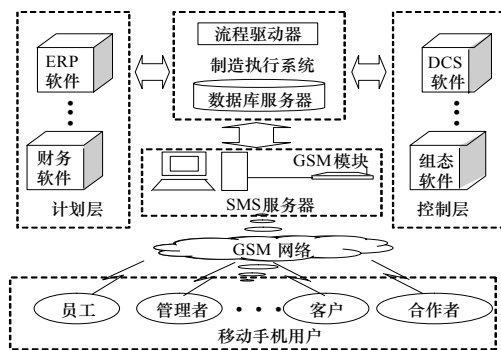 ERP
软件
财务
软件
计划层
流程驱动器
制造执行系统
数据库服务器
DCS
软件
组态
软件
控制层
GSM模块
SMS服务器
GSM 网络
员工
管理者
客户
合作者
移动手机用户